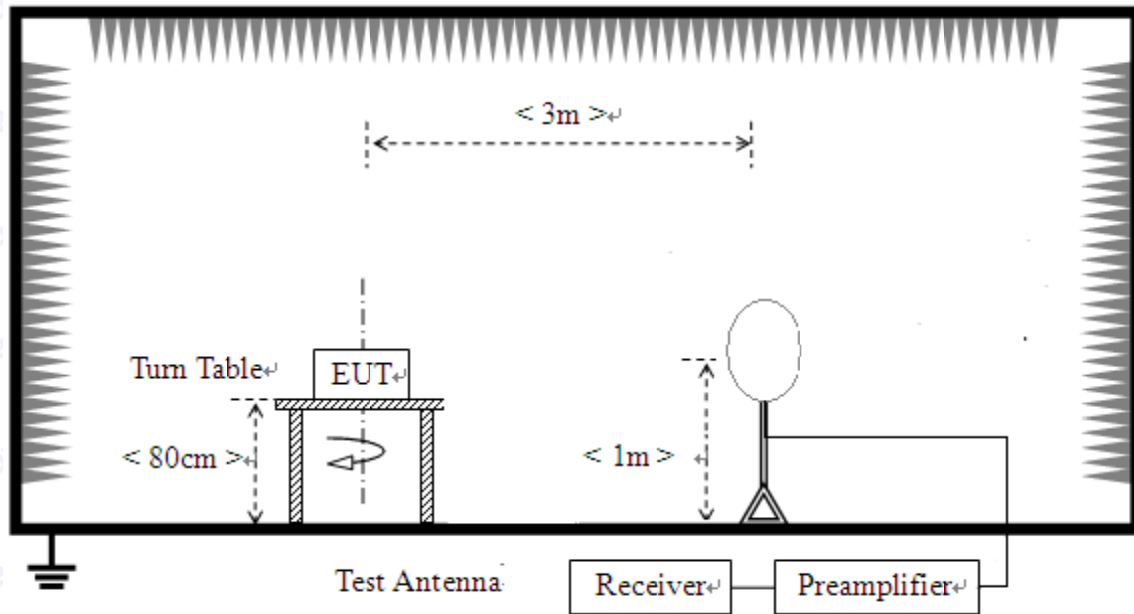 < 3m >↵
Turn Table↵
EUT↵
< 80cm >↵
< 1m > ↵
Test Antenna
Receiver↵
Preamplifier↵